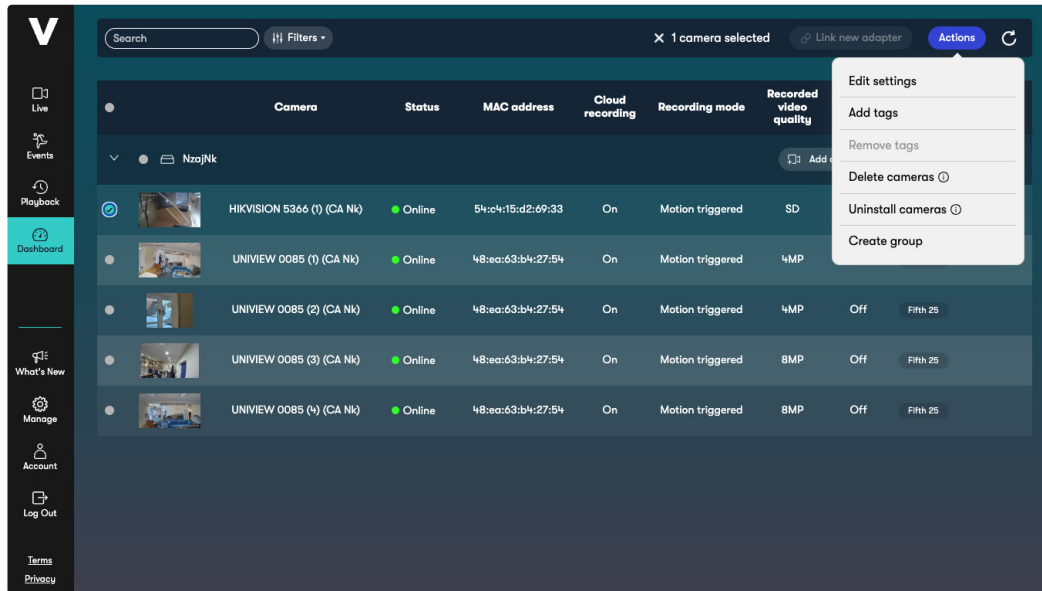 V
Search
Filters
1 camera selected
Link new adapter
Actions
Live
Events
Playback
Dashboard
What's New
Manage
Account
Log Out
Terms
Privacy
Camera
Status
MAC address
Cloud
recording
Recording mode
Recorded
video
quality
NzajNk
Add
HIKVISION 5366 (1) (CA Nk) Online 54:c4:15:d2:69:33 On Motion triggered SD
UNIVIEW 0085 (1) (CA Nk) Online 48:ea:63:b4:27:54 On Motion triggered 4MP
UNIVIEW 0085 (2) (CA Nk) Online 48:ea:63:b4:27:54 On Motion triggered 4MP Off Fifth 25
UNIVIEW 0085 (3) (CA Nk) Online 48:ea:63:b4:27:54 On Motion triggered 8MP Off Fifth 25
UNIVIEW 0085 (4) (CA Nk) Online 48:ea:63:b4:27:54 On Motion triggered 8MP Off Fifth 25
Edit settings
Add tags
Remove tags
Delete cameras
Uninstall cameras
Create group